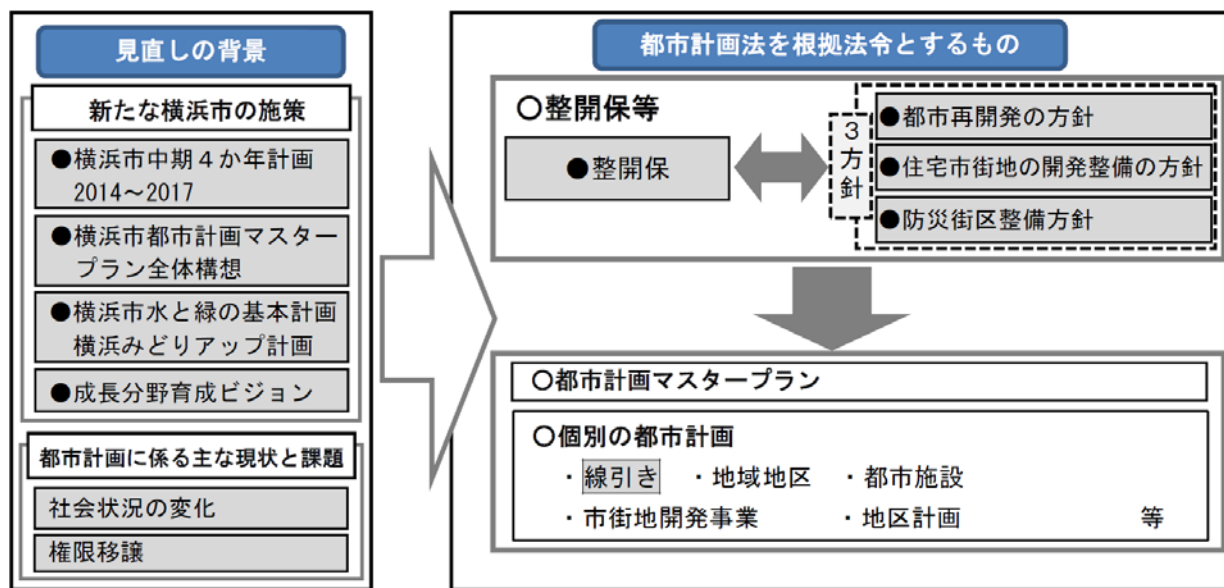 見直しの背景
新たな横浜市の施策
●横浜市中期４か年計画
2014～2017
●横浜市都市計画マスター
プラン全体構想
●横浜市水と緑の基本計画
横浜みどりアップ計画
●成長分野育成ビジョン
都市計画に係る主な現状と課題
社会状況の変化
権限移譲
都市計画法を根拠法令とするもの
○整開保等
●整開保
３方針
●都市再開発の方針
●住宅市街地の開発整備の方針
●防災街区整備方針
○都市計画マスタープラン
○個別の都市計画
・線引き ・地域地区 ・都市施設
・市街地開発事業 ・地区計画 等